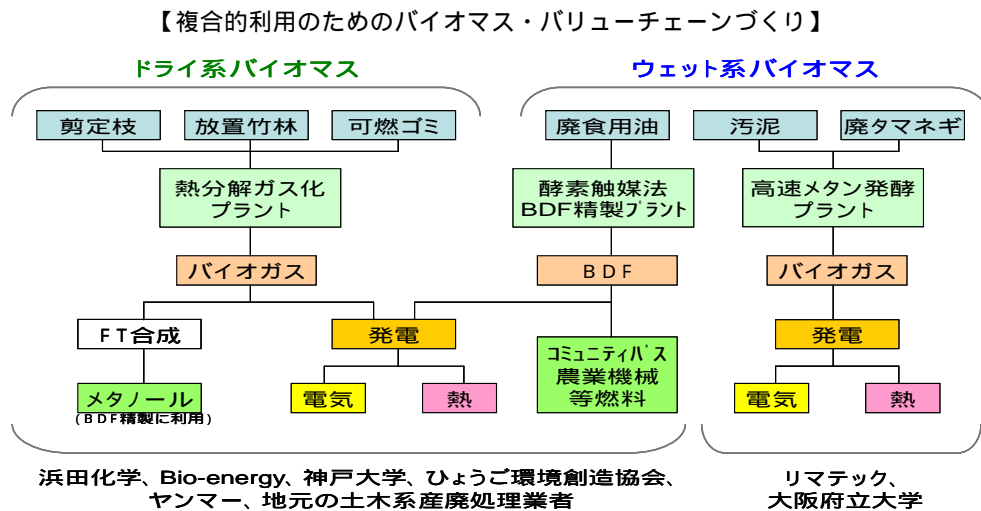 【複合的利用のためのバイオマス・バリューチェーンづくり】
ドライ系バイオマス
ウェット系バイオマス
剪定枝
放置竹林
可燃ゴミ
廃食用油
汚泥
廃タマネギ
熱分解ガス化
プラント
酵素触媒法
BDF精製プラント
高速メタン発酵
プラント
バイオガス
BDF
バイオガス
FT合成
発電
コミュニティバス
農業機械
等燃料
発電
メタノール
(BDF精製に利用)
電気
熱
電気
熱
浜田化学、Bio-energy、神戸大学、ひょうご環境創造協会、
ヤンマー、地元の土木系産廃処理業者
リマテック、
大阪府立大学